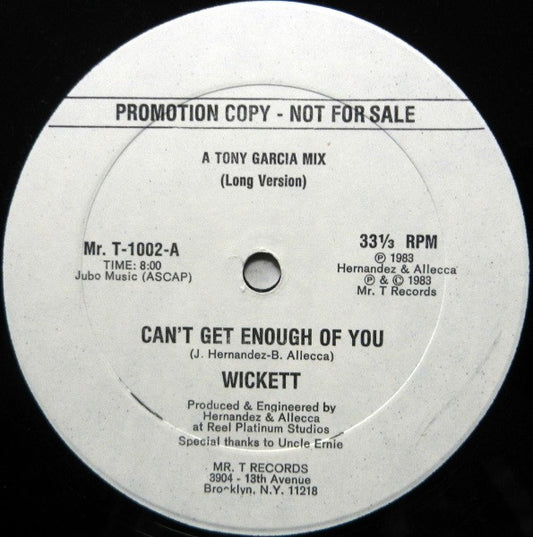 PROMOTION COPY - NOT FOR SALE
A TONY GARCIA MIX
(Long Version)
Mr. T-1002-A
TIME: 8:00
Jubo Music (ASCAP)
33⅓ RPM
Ⓟ 1983
Hernandez & Allecca
Ⓟ & © 1983
Mr. T Records
CAN'T GET ENOUGH OF YOU
(J. Hernandez-B. Allecca)
WICKETT
Produced & Engineered by
Hernandez & Allecca
at Reel Platinum Studios
Special thanks to Uncle Ernie
MR. T RECORDS
3904 - 13th Avenue
Brooklyn, N.Y. 11218